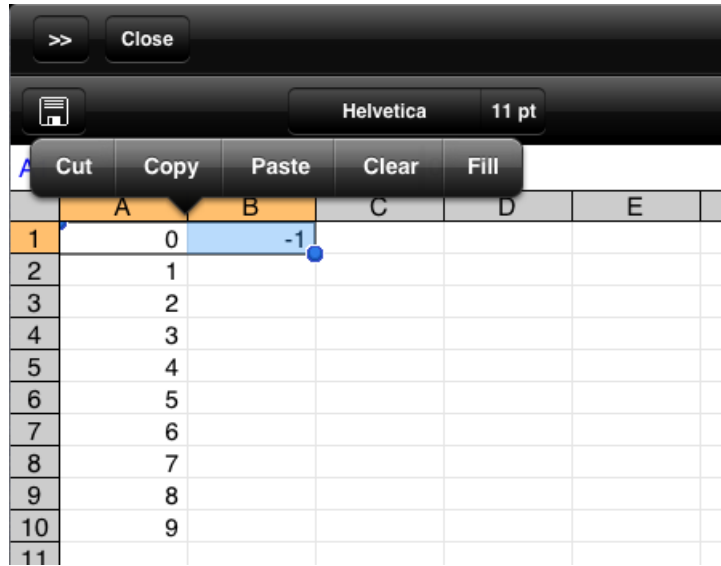 >> Close
Helvetica 11 pt
A
Cut Copy Paste Clear Fill
A B C D E
1 0 -1
2 1
3 2
4 3
5 4
6 5
7 6
8 7
9 8
10 9
11